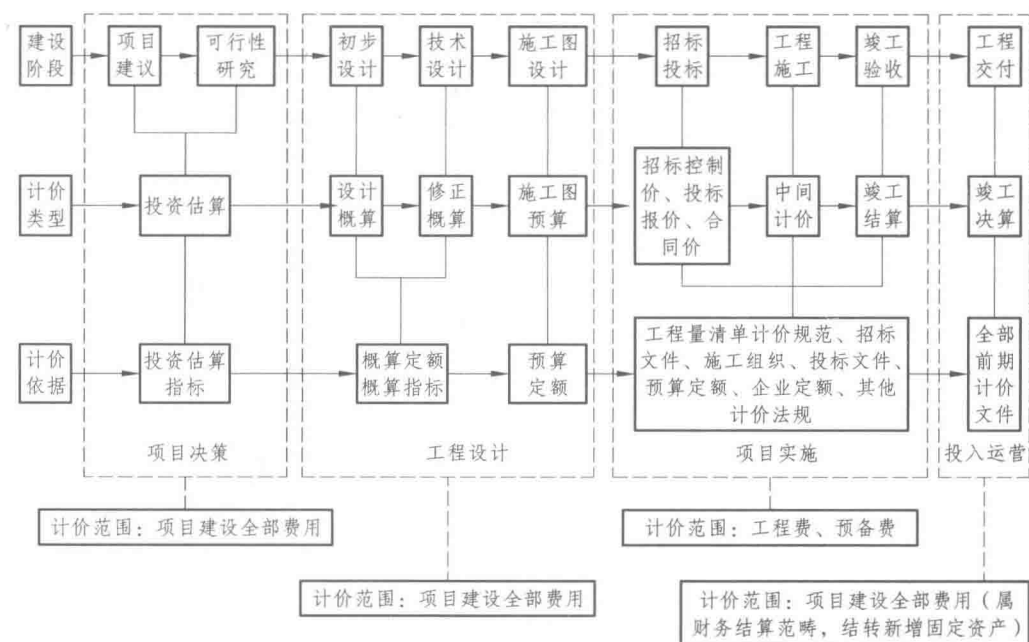 建设
阶段
项目
建议
可行性
研究
初步
设计
技术
设计
施工图
设计
招标
投标
工程
施工
竣工
验收
工程
交付
计价
类型
投资估算
设计
概算
修正
概算
施工图
预算
招标控制
价、投标
报价、合
同价
中间
计价
竣工
结算
竣工
决算
计价
依据
投资估算
指标
概算定额
概算指标
预算
定额
工程量清单计价规范、招标
文件、施工组织、投标文件、
预算定额、企业定额、其他
计价法规
全部
前期
计价
文件
项目决策
工程设计
项目实施
投入运营
计价范围：项目建设全部费用
计价范围：工程费、预备费
计价范围：项目建设全部费用
计价范围：项目建设全部费用（属
财务结算范畴，结转新增固定资产）